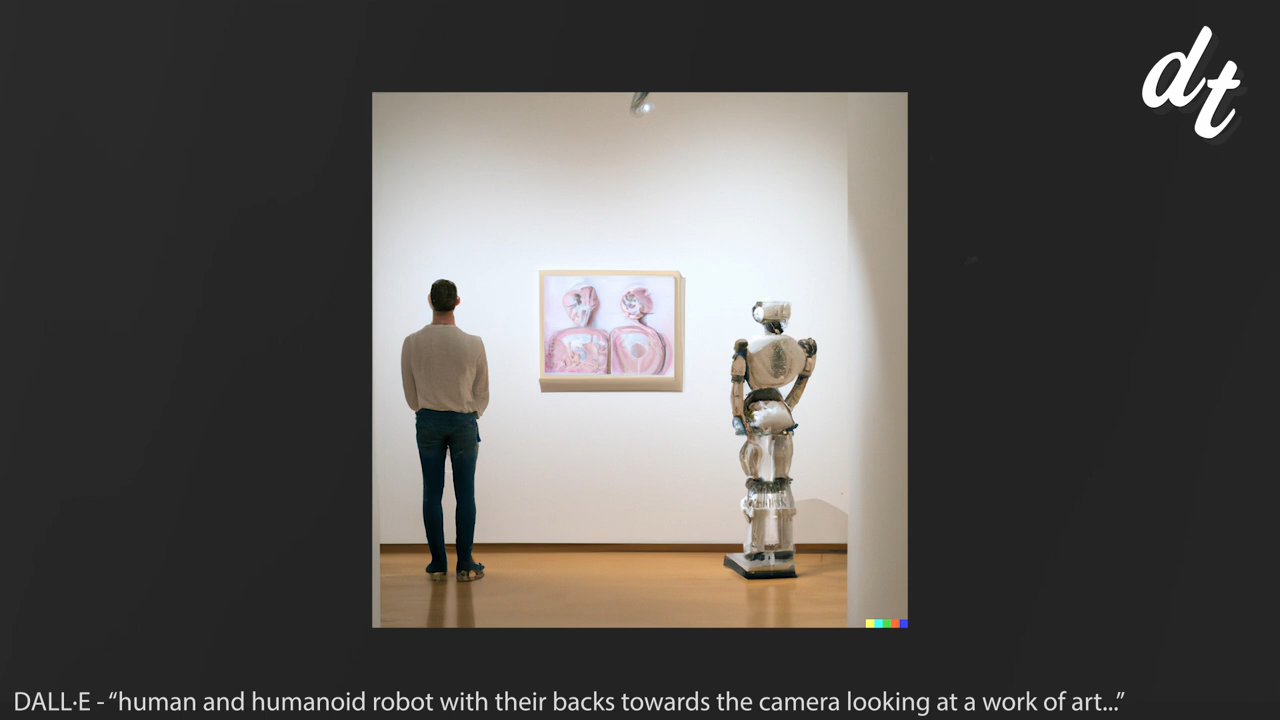 dt
DALL·E - “human and humanoid robot with their backs towards the camera looking at a work of art...”